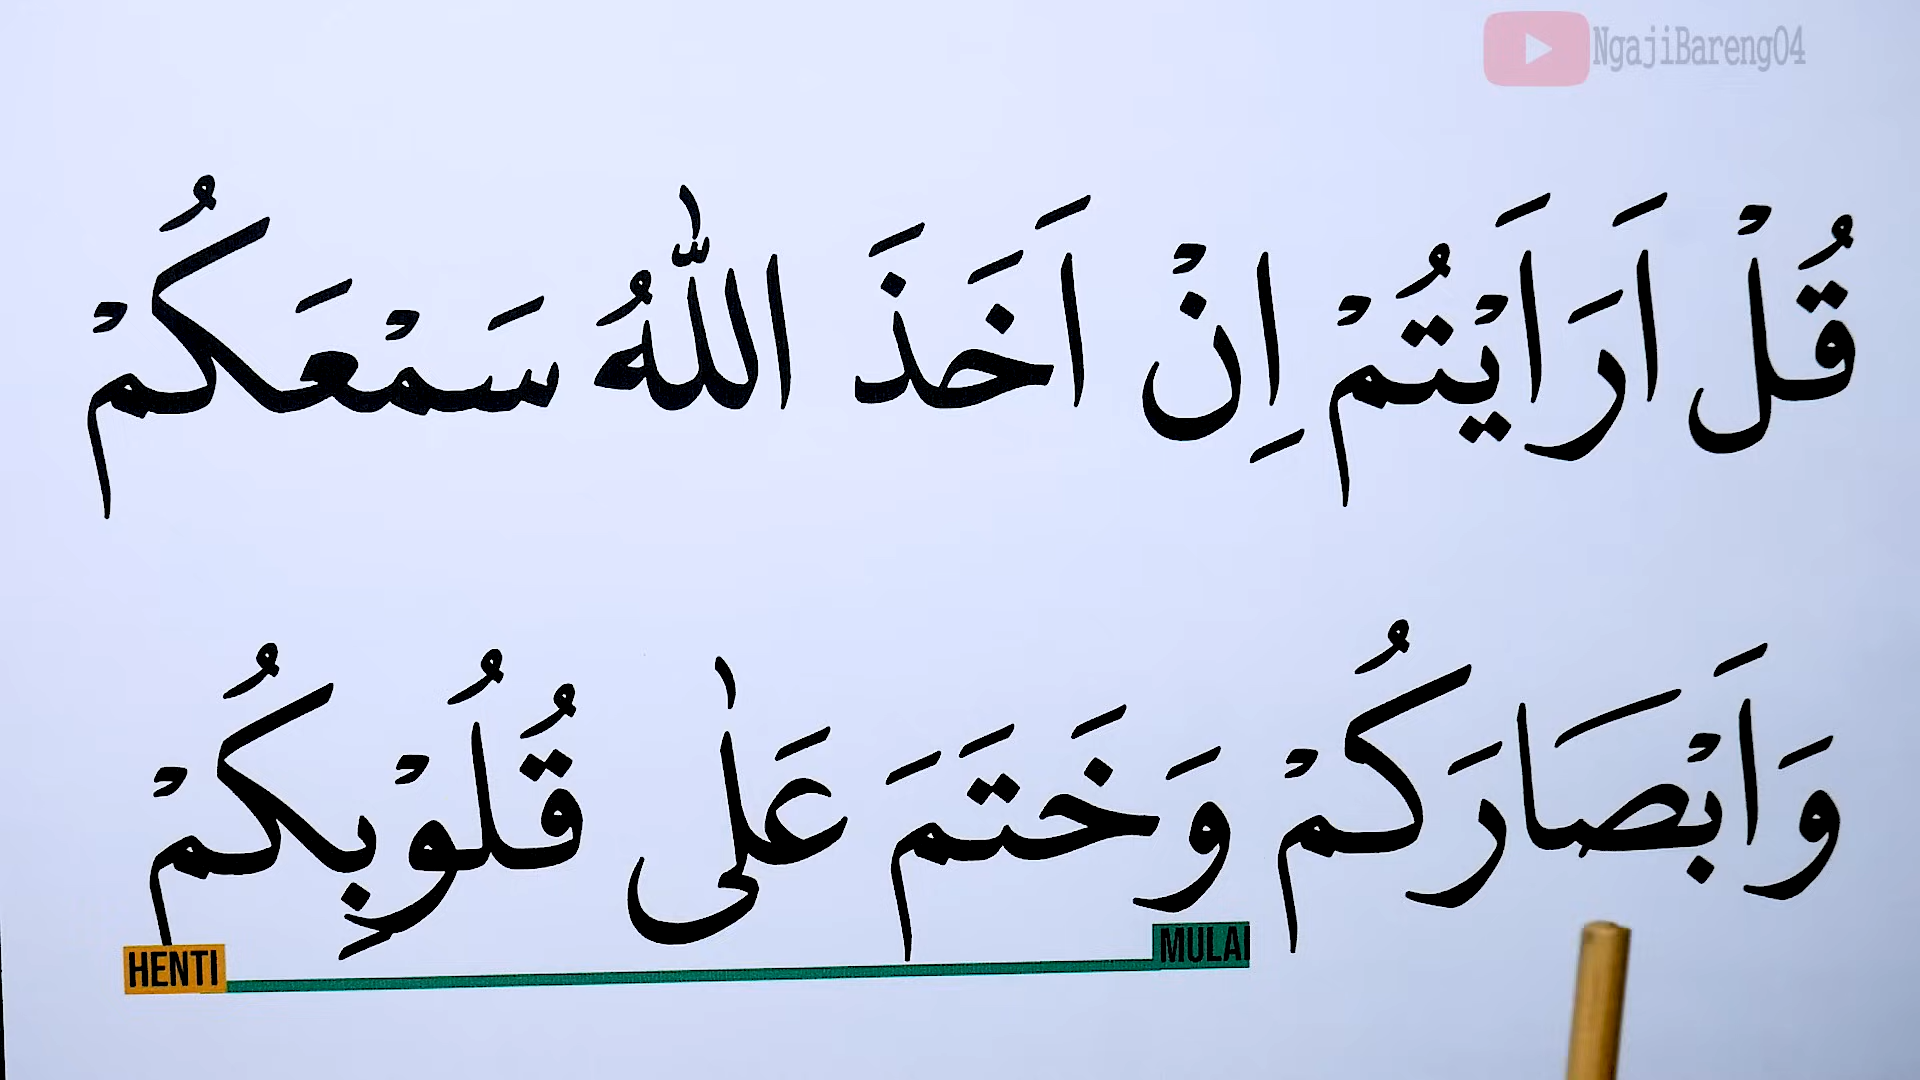 NgajiBareng04
قُلْ اَرَاَيْتُمْ اِنْ اَخَذَ اللّٰهُ سَمْعَكُمْ
وَاَبْصَارَكُمْ وَخَتَمَ عَلٰى قُلُوْبِكُمْ
MULAI
HENTI